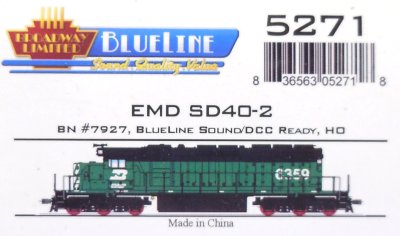 BROADWAY
LIMITED
BLUELINE
Sound. Quality. Value
5271
8 36563 05271 8
EMD SD40-2
BN #7927, BLUELINE SOUND/DCC READY, HO
6359
Made in China